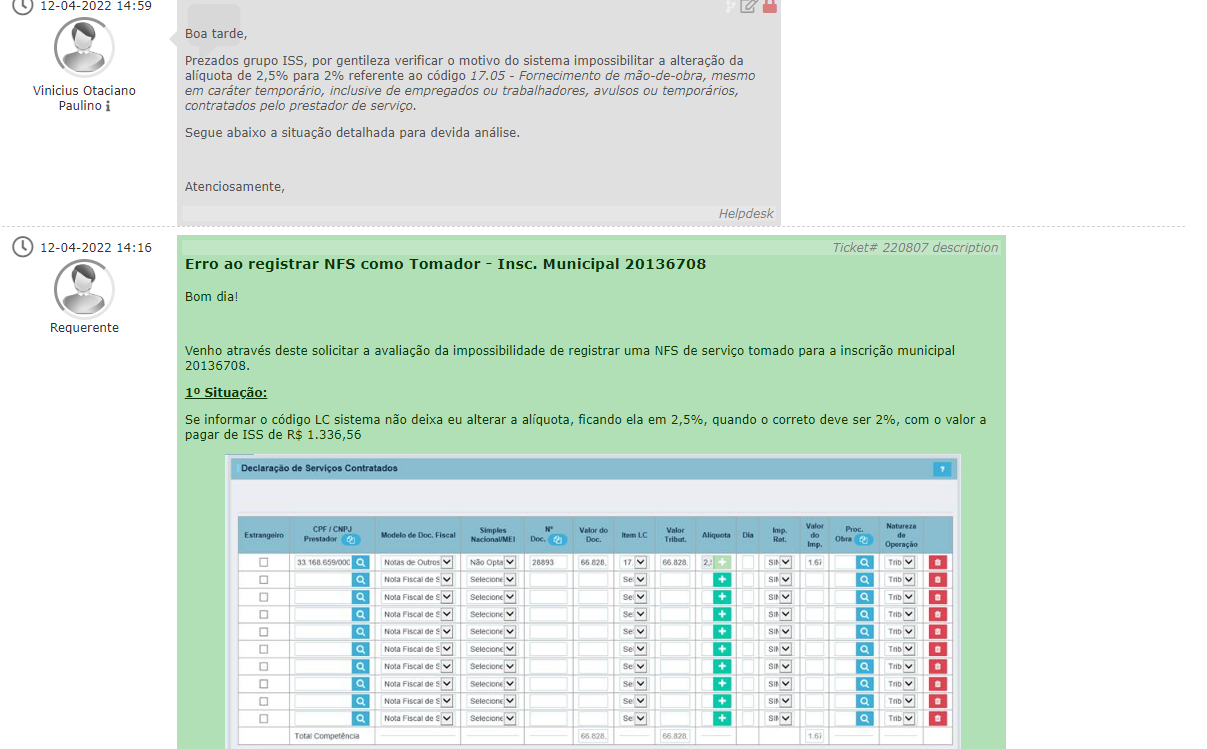 12-04-2022 14:59
Vinicius Otaciano
Paulino
Boa tarde,
Prezados grupo ISS, por gentileza verificar o motivo do sistema impossibilitar a alteração da
alíquota de 2,5% para 2% referente ao código 17.05 - Fornecimento de mão-de-obra, mesmo
em caráter temporário, inclusive de empregados ou trabalhadores, avulsos ou temporários,
contratados pelo prestador de serviço.
Segue abaixo a situação detalhada para devida análise.
Atenciosamente,
Helpdesk
12-04-2022 14:16
Requerente
Ticket# 220807 description
Erro ao registrar NFS como Tomador - Insc. Municipal 20136708
Bom dia!
Venho através deste solicitar a avaliação da impossibilidade de registrar uma NFS de serviço tomado para a inscrição municipal
20136708.
1º Situação:
Se informar o código LC sistema não deixa eu alterar a alíquota, ficando ela em 2,5%, quando o correto deve ser 2%, com o valor a
pagar de ISS de R$ 1.336,56
Declaração de Serviços Contratados ?
Estrangeiro CPF / CNPJ Prestador Modelo de Doc. Fiscal Simples Nacional/MEI Nº Doc. Valor do Doc. Item LC Valor Tribut. Alíquota Dia Imp. Ret. Valor do Imp. Proc. Obra Natureza de Operação
33.168.659/000 Notas de Outros Não Opta 28893 66.828, 17. 66.828, SI 1.6 Trib
Nota Fiscal de S Selecione Se SI Trib
Nota Fiscal de S Selecione Se SI Trib
Nota Fiscal de S Selecione Se SI Trib
Nota Fiscal de S Selecione Se SI Trib
Nota Fiscal de S Selecione Se SI Trib
Nota Fiscal de S Selecione Se SI Trib
Nota Fiscal de S Selecione Se SI Trib
Nota Fiscal de S Selecione Se SI Trib
Nota Fiscal de S Selecione Se SI Trib
Total Competência 66.828, 66.828, 1.6